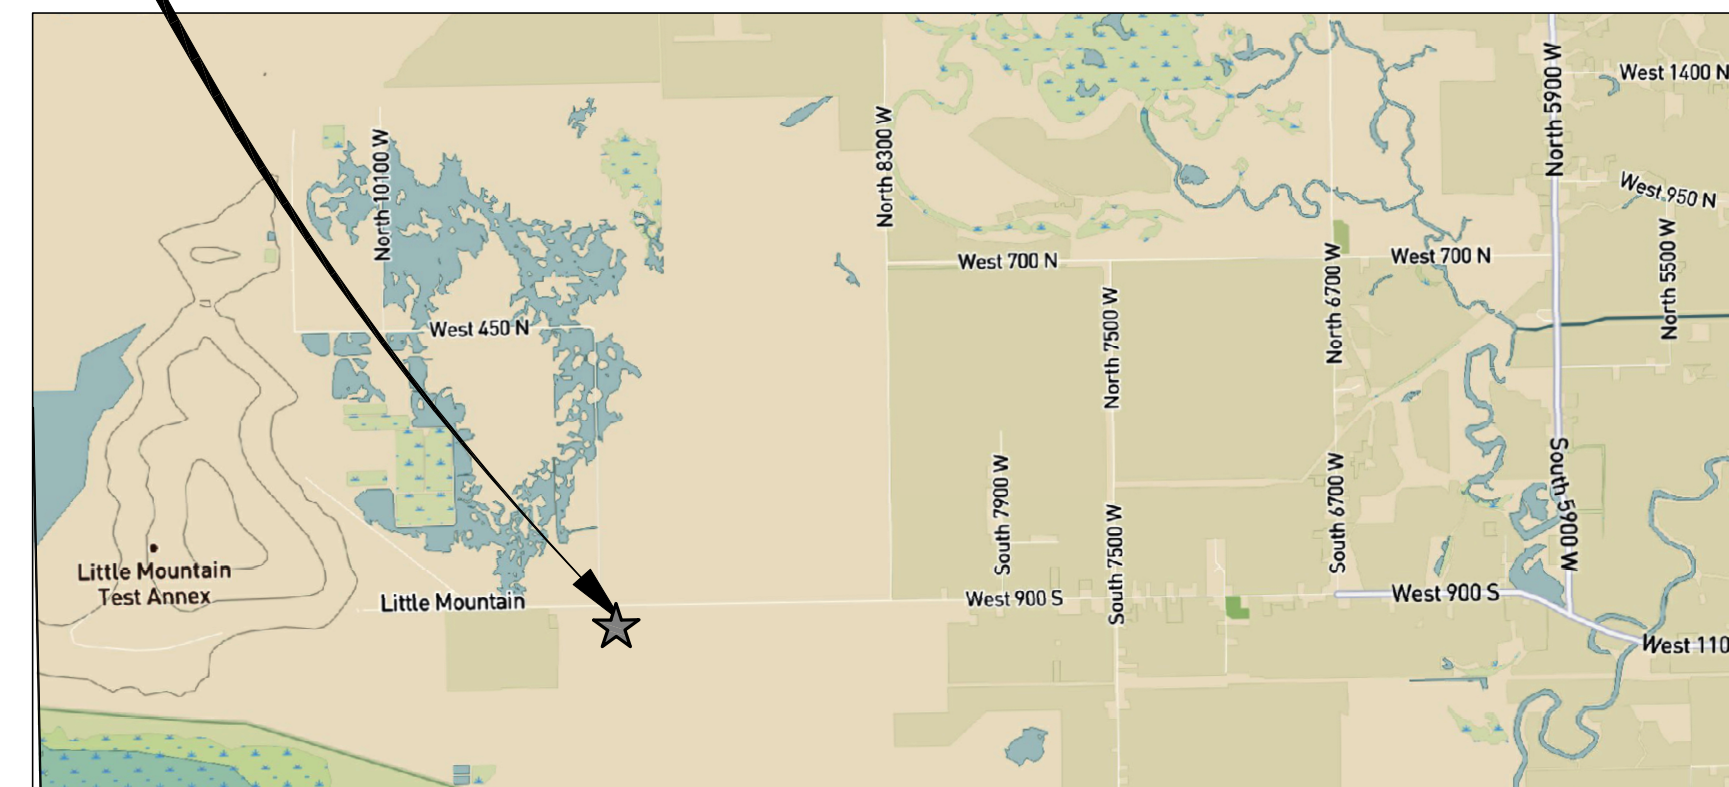 West 1400 N
North 5900 W
North 8300 W
North 10100 W
West 950 N
West 700 N
West 700 N
North 5500 W
North 6700 W
West 450 N
North 7500 W
South 7900 W
South 6700 W
South 5900 W
South 7500 W
Little Mountain
Test Annex
Little Mountain
West 900 S
West 900 S
West 110